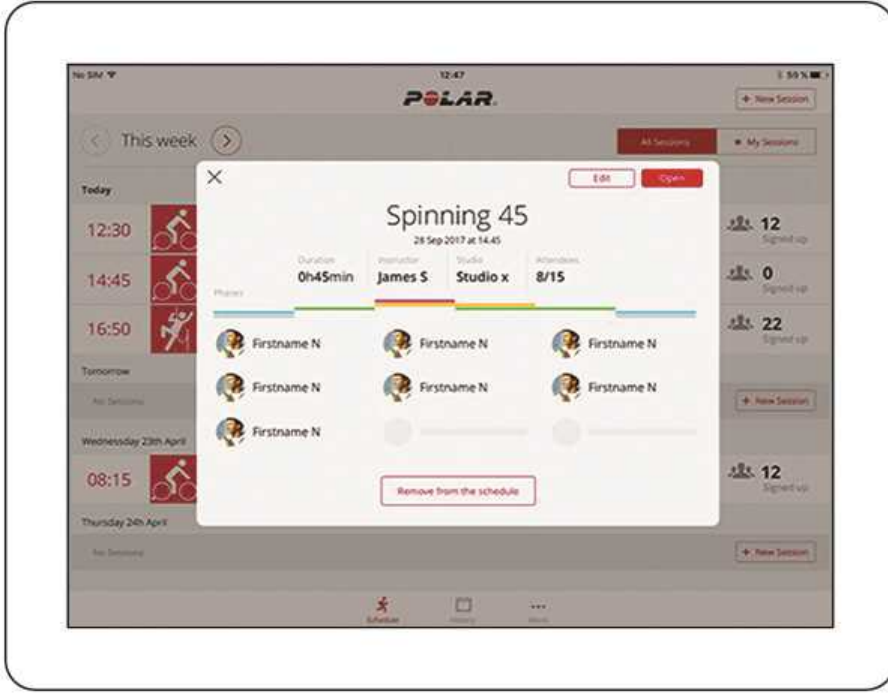 No SIM
12:47
59 %
POLAR
+ New Session
This week
All Sessions
My Sessions
Today
Edit
Open
Spinning 45
28 Sep 2017 at 14.45
Duration
Instructor
Studio
Attendees
0h45min
James S
Studio x
8/15
Phases
12:30
12
Signed up
14:45
0
Signed up
16:50
22
Signed up
Firstname N
Firstname N
Firstname N
Firstname N
Firstname N
Firstname N
Firstname N
Tomorrow
No Sessions
+ New Session
Wednesday 23th April
08:15
12
Signed up
Remove from the schedule
Thursday 24h April
No Sessions
+ New Session
Schedule
History
More